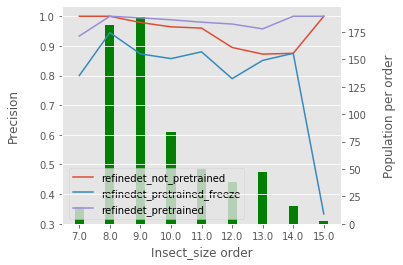 1.0
0.9
0.8
0.7
0.6
0.5
0.4
0.3
Precision
175
150
125
100
75
50
25
0
Population per order
refinedet_not_pretrained
refinedet_pretrained_freeze
refinedet_pretrained
7.0 8.0 9.0 10.0 11.0 12.0 13.0 14.0 15.0
Insect_size order